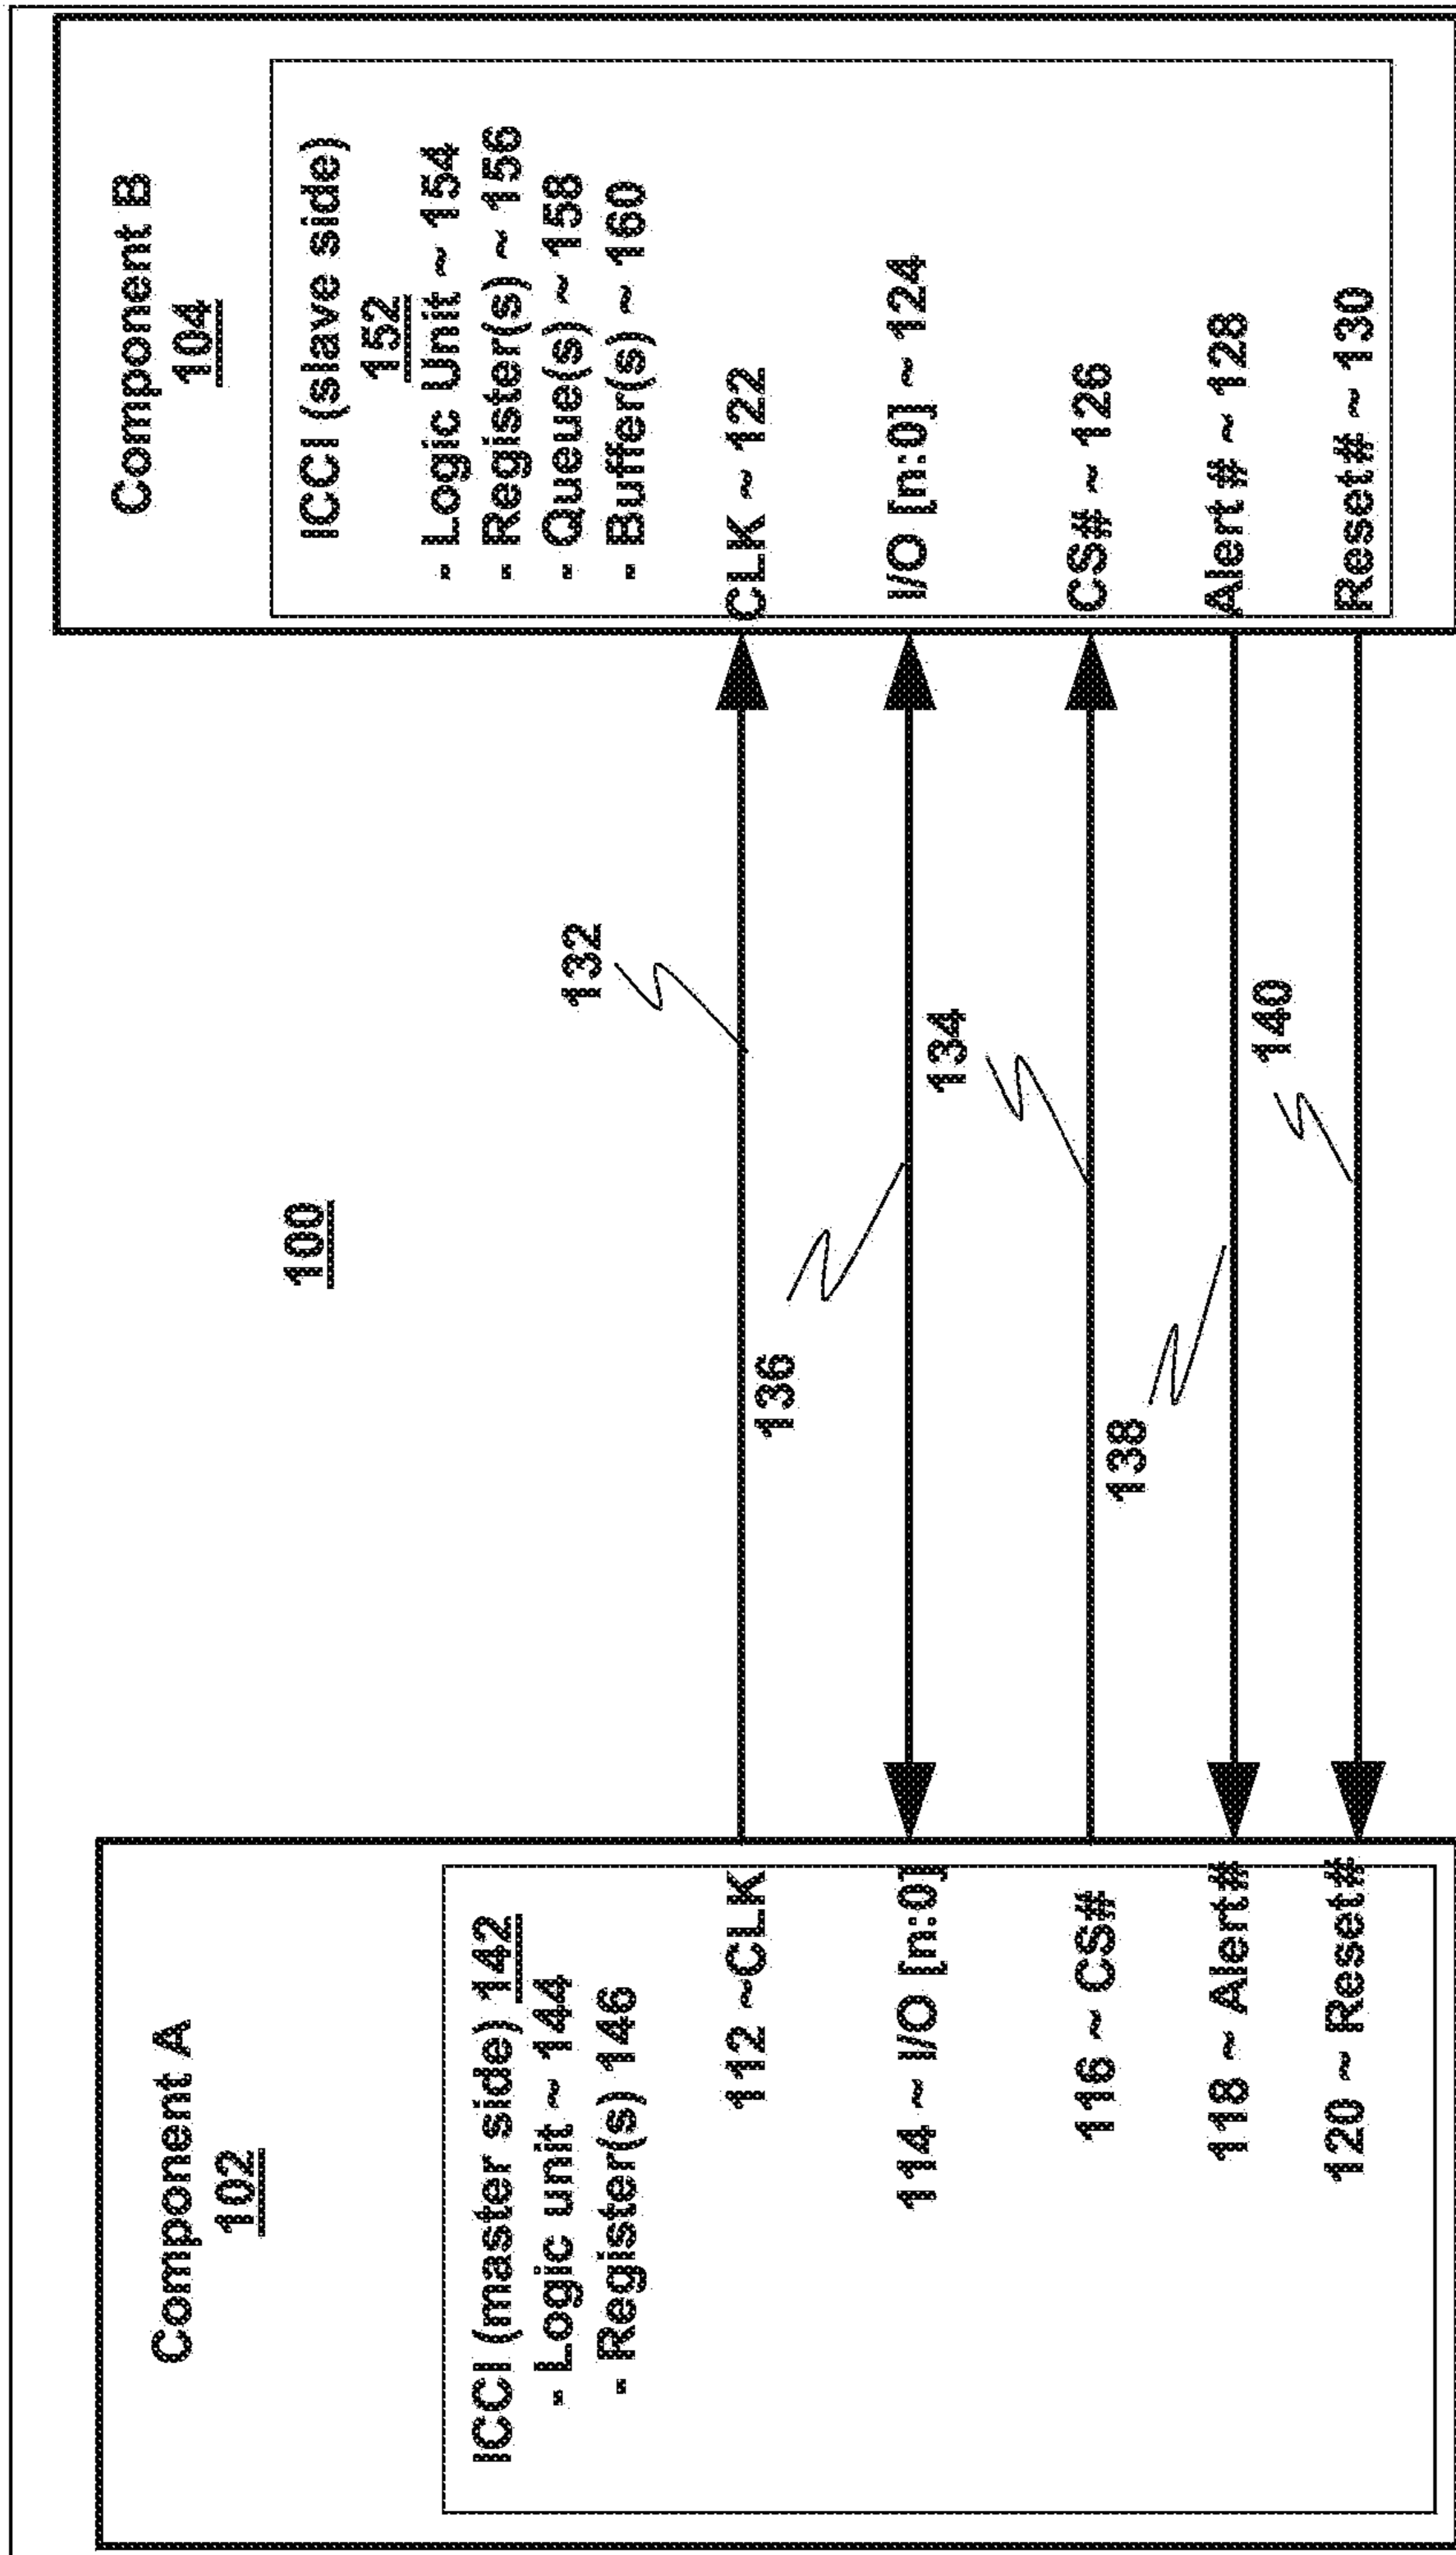 Component A
102
ICCI (master side) 142
- Logic unit ~ 144
- Register(s) 146
112 ~CLK
114 ~ I/O [n:0]
116 ~ CS#
118 ~ Alert#
120 ~ Reset#
100
132
136
134
138
140
Component B
104
ICCI (slave side)
152
- Logic Unit ~ 154
- Register(s) ~ 156
- Queue(s) ~ 158
- Buffer(s) ~ 160
CLK ~ 122
I/O [n:0] ~ 124
CS# ~ 126
Alert# ~ 128
Reset# ~ 130